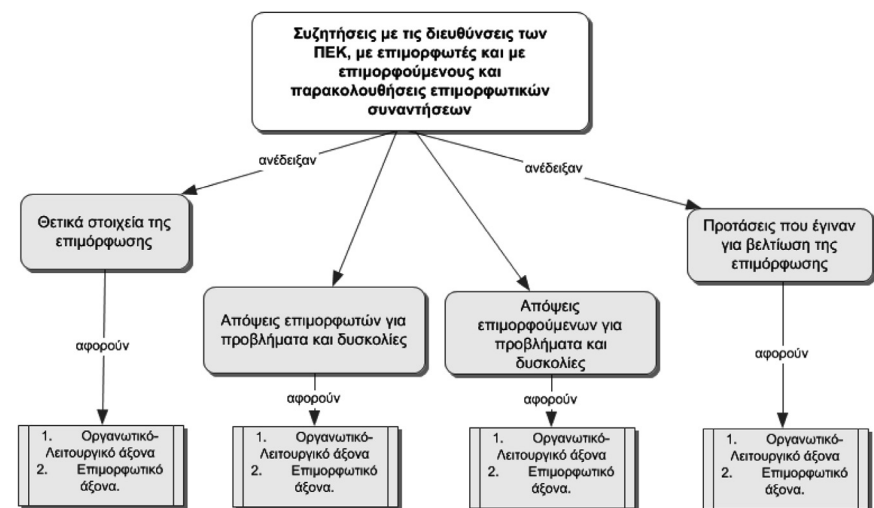 Συζητήσεις με τις διευθύνσεις των
ΠΕΚ, με επιμορφωτές και με
επιμορφούμενους και
παρακολουθήσεις επιμορφωτικών
συναντήσεων
ανέδειξαν
ανέδειξαν
Θετικά στοιχεία της
επιμόρφωσης
Προτάσεις που έγιναν
για βελτίωση της
επιμόρφωσης
Απόψεις επιμορφωτών για
προβλήματα και δυσκολίες
Απόψεις
επιμορφούμενων για
προβλήματα και
δυσκολίες
αφορούν
αφορούν
αφορούν
αφορούν
1. Οργανωτικό-
Λειτουργικό άξονα
2. Επιμορφωτικό
άξονα.
1. Οργανωτικό-
Λειτουργικό άξονα
2. Επιμορφωτικό
άξονα.
1. Οργανωτικό-
Λειτουργικό άξονα
2. Επιμορφωτικό
άξονα.
1. Οργανωτικό-
Λειτουργικό άξονα
2. Επιμορφωτικό
άξονα.